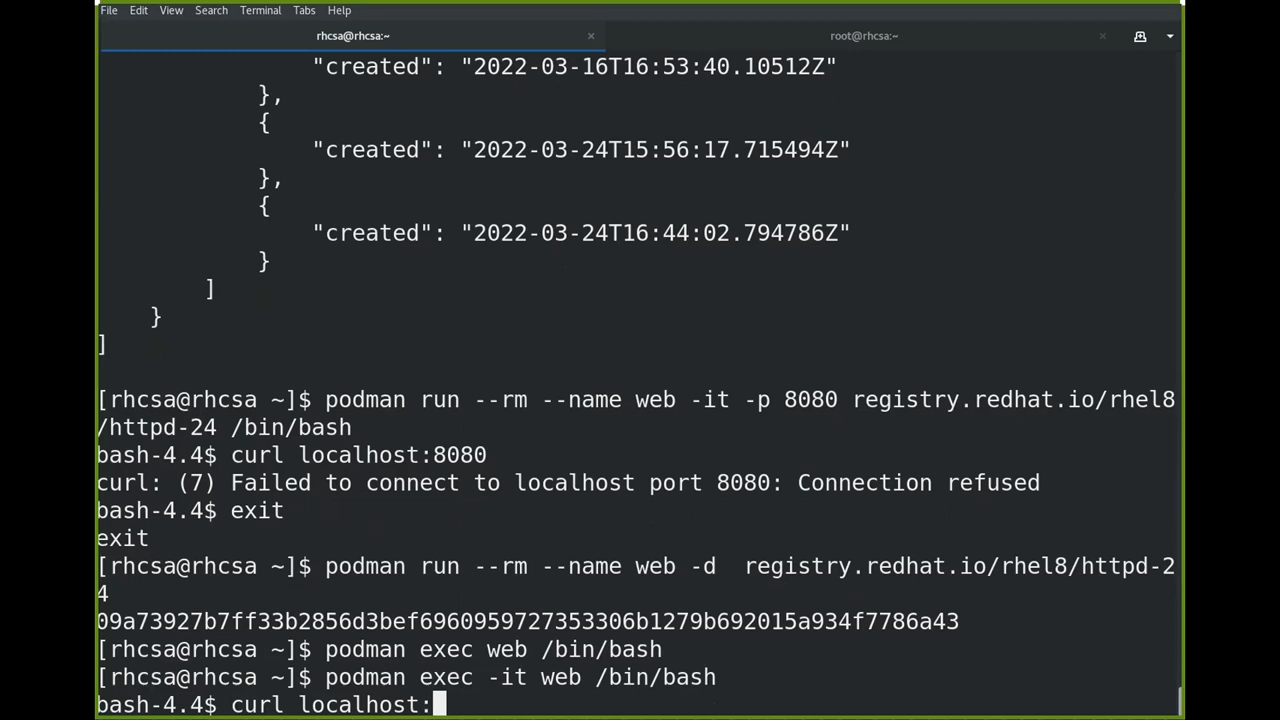 File Edit View Search Terminal Tabs Help
rhcsa@rhcsa:~ × root@rhcsa:~ ×
"created": "2022-03-16T16:53:40.10512Z"
},
{
"created": "2022-03-24T15:56:17.715494Z"
},
{
"created": "2022-03-24T16:44:02.794786Z"
}
]
}
]
[rhcsa@rhcsa ~]$ podman run --rm --name web -it -p 8080 registry.redhat.io/rhel8
/httpd-24 /bin/bash
bash-4.4$ curl localhost:8080
curl: (7) Failed to connect to localhost port 8080: Connection refused
bash-4.4$ exit
exit
[rhcsa@rhcsa ~]$ podman run --rm --name web -d  registry.redhat.io/rhel8/httpd-2
4
09a73927b7ff33b2856d3bef6960959727353306b1279b692015a934f7786a43
[rhcsa@rhcsa ~]$ podman exec web /bin/bash
[rhcsa@rhcsa ~]$ podman exec -it web /bin/bash
bash-4.4$ curl localhost: